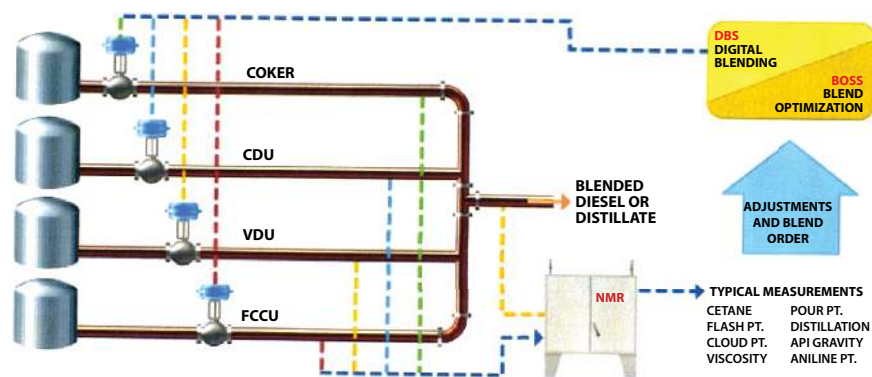 DBS
DIGITAL
BLENDING
BOSS
BLEND
OPTIMIZATION
COKER
CDU
VDU
FCCU
BLENDED
DIESEL OR
DISTILLATE
ADJUSTMENTS
AND BLEND
ORDER
NMR
TYPICAL MEASUREMENTS
CETANE POUR PT.
FLASH PT. DISTILLATION
CLOUD PT. API GRAVITY
VISCOSITY ANILINE PT.